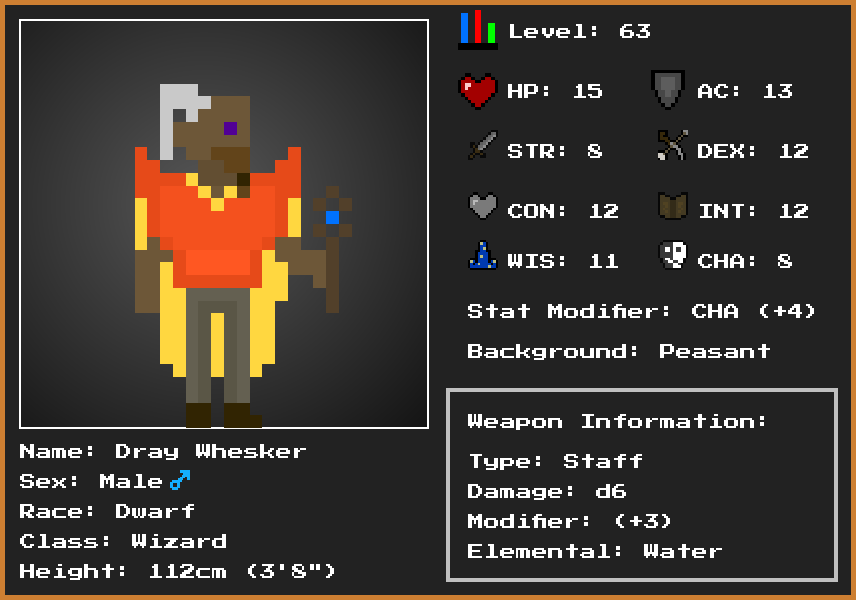 Level: 63
HP: 15 AC: 13
STR: 8 DEX: 12
CON: 12 INT: 12
WIS: 11 CHA: 8
Stat Modifier: CHA (+4)
Background: Peasant
Weapon Information:
Type: Staff
Damage: d6
Modifier: (+3)
Elemental: Water
Name: Dray Whesker
Sex: Male♂
Race: Dwarf
Class: Wizard
Height: 112cm (3'8")